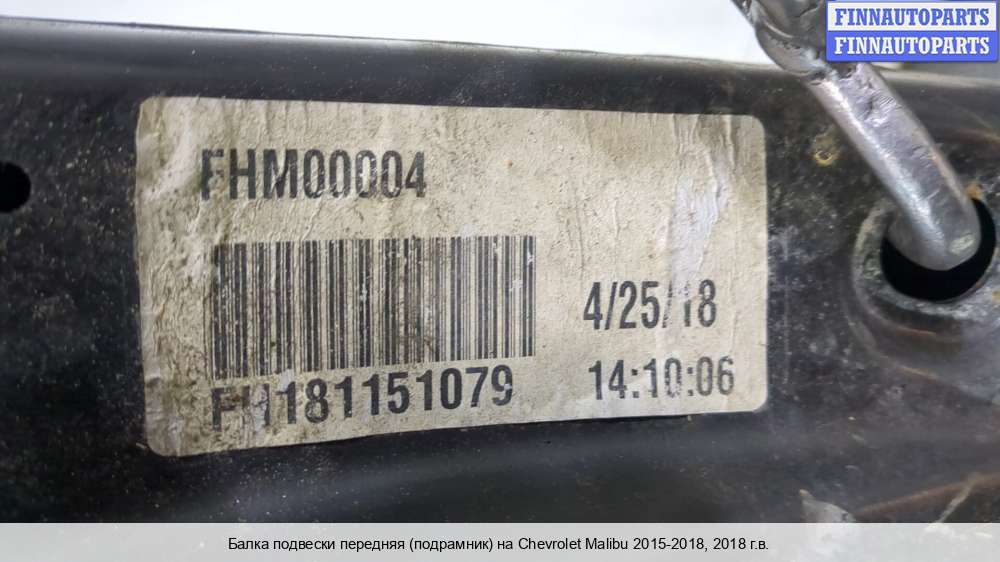 FINNAUTOPARTS
FINNAUTOPARTS
FHM00004
4/25/18
FH181151079
14:10:06
Балка подвески передняя (подрамник) на Chevrolet Malibu 2015-2018, 2018 г.в.